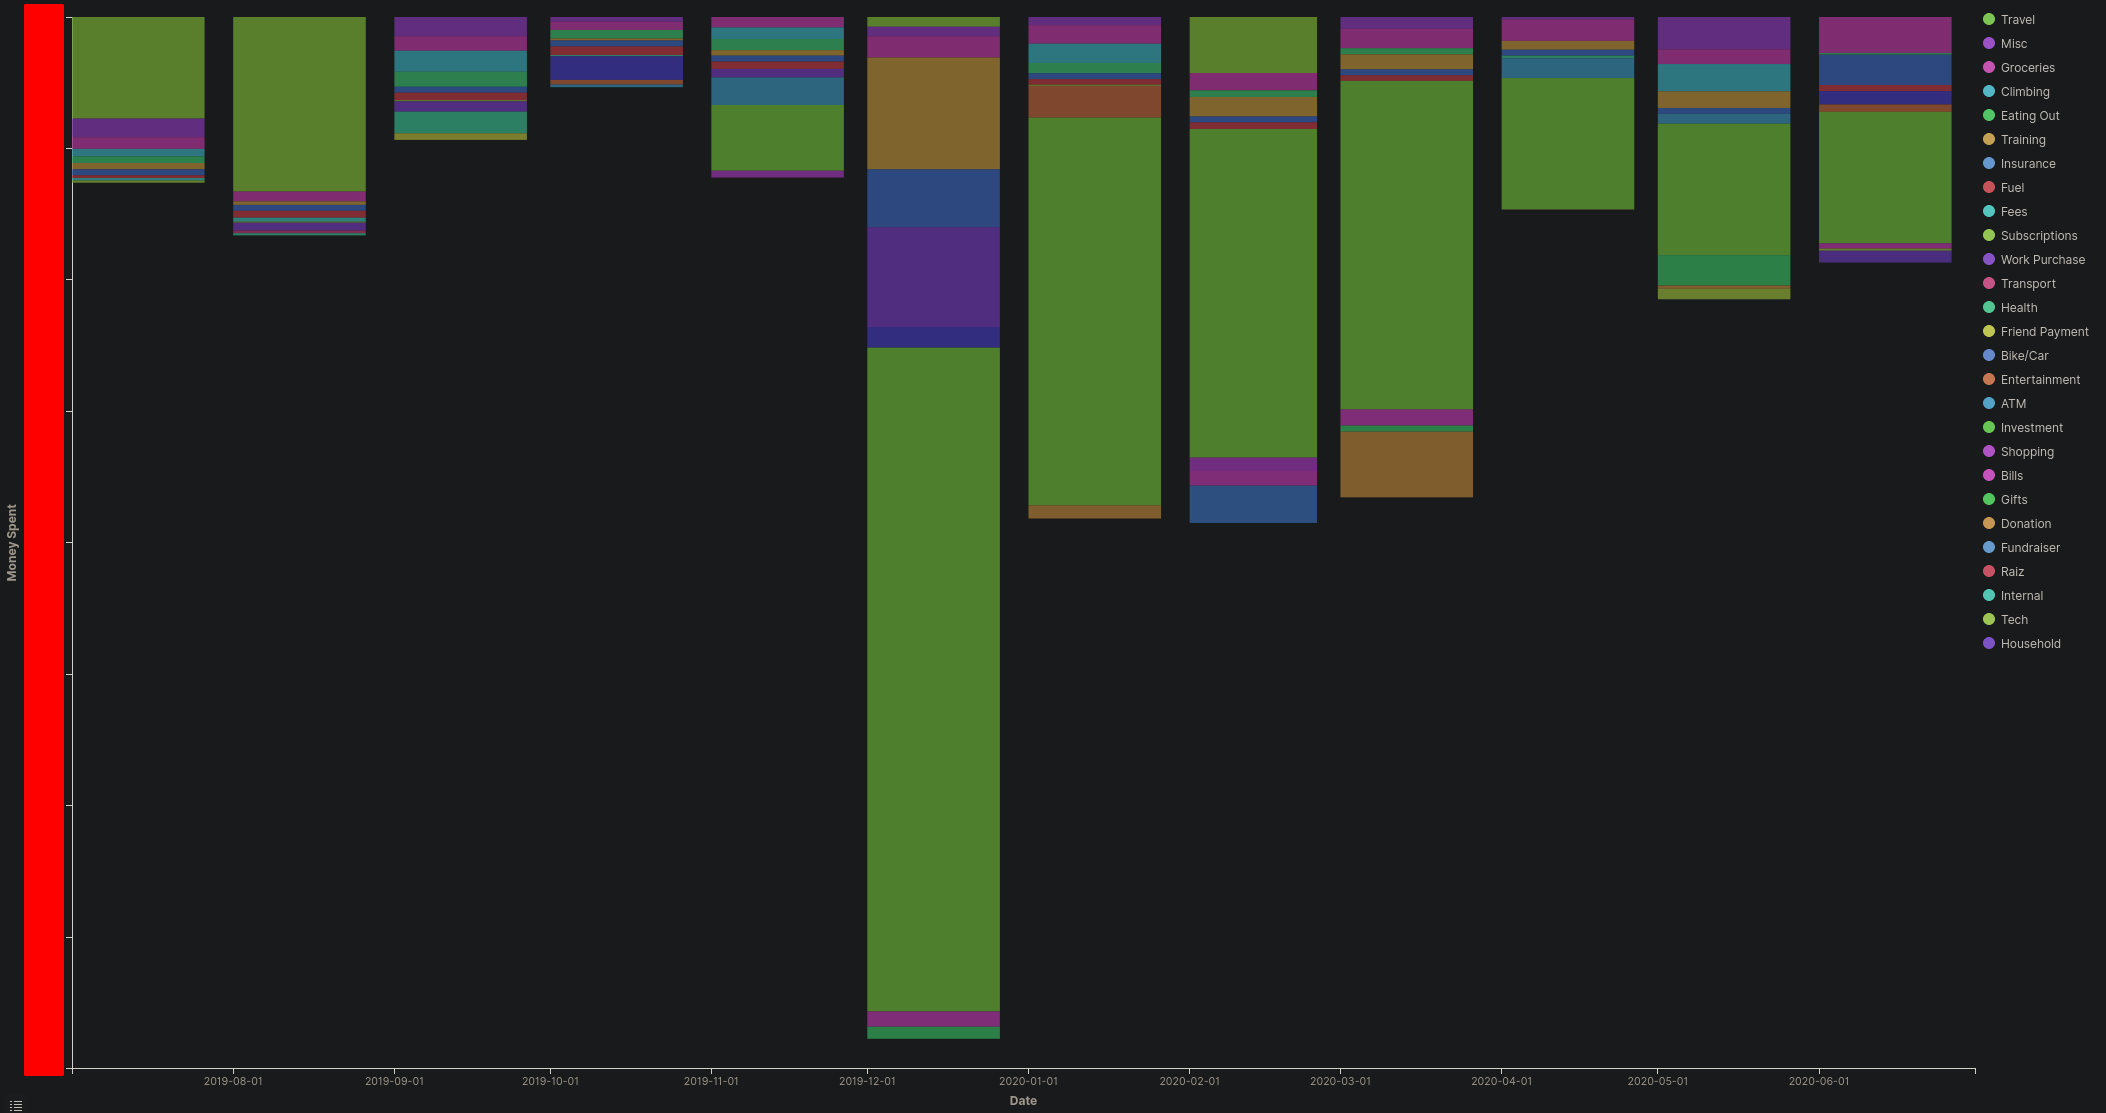 Travel
Misc
Groceries
Climbing
Eating Out
Training
Insurance
Fuel
Fees
Subscriptions
Work Purchase
Transport
Health
Friend Payment
Bike/Car
Entertainment
ATM
Investment
Shopping
Bills
Gifts
Donation
Fundraiser
Raiz
Internal
Tech
Household
Money Spent
2019-08-01 2019-09-01 2019-10-01 2019-11-01 2019-12-01 2020-01-01 2020-02-01 2020-03-01 2020-04-01 2020-05-01 2020-06-01
Date